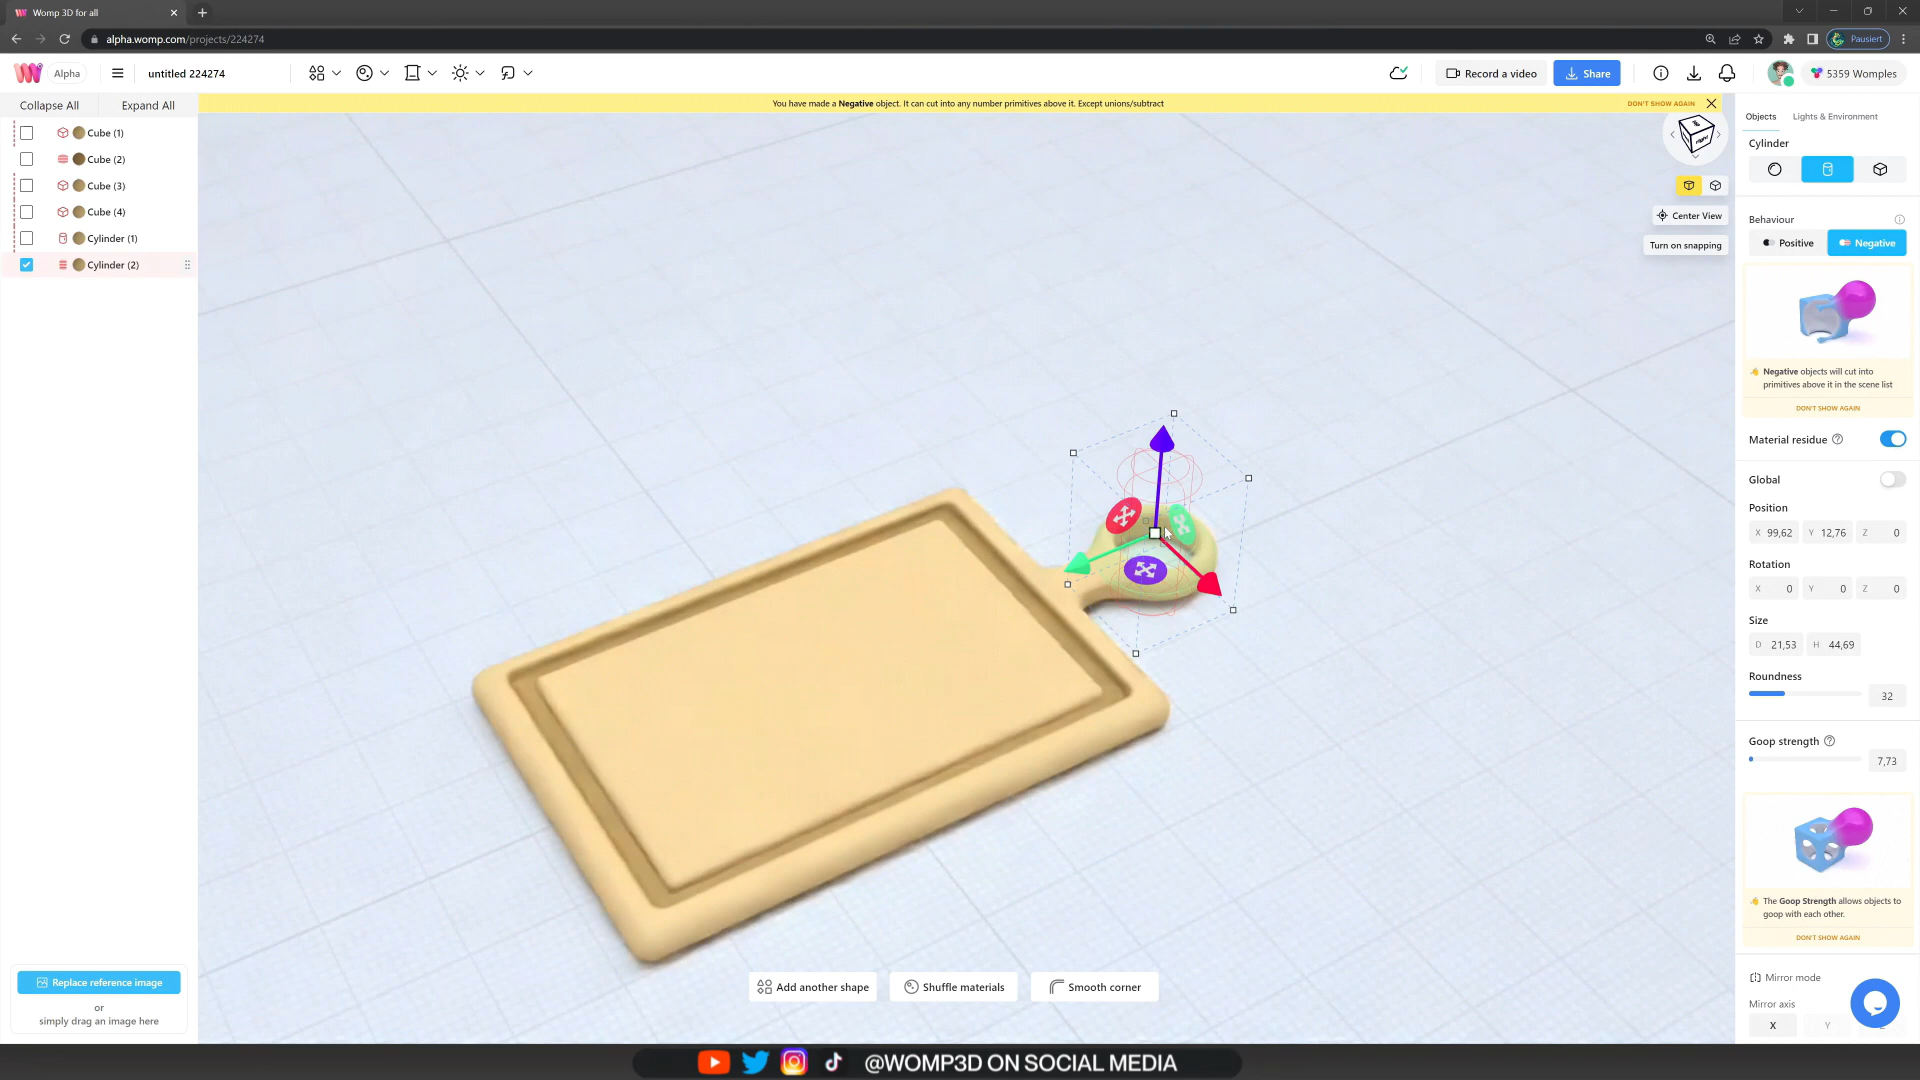 Womp 3D for all
alpha.womp.com/projects/224274
Pausiert
Alpha
untitled 224274
Record a video
Share
5359 Womples
Collapse All
Expand All
You have made a Negative object. It can cut into any number primitives above it. Except unions/subtract
DON'T SHOW AGAIN
Cube (1)
Cube (2)
Cube (3)
Cube (4)
Cylinder (1)
Cylinder (2)
Center View
Turn on snapping
Objects
Lights & Environment
Cylinder
Behaviour
Positive
Negative
Negative objects will cut into
primitives above it in the scene list
DON'T SHOW AGAIN
Material residue
Global
Position
X 99,62 Y 12,76 Z 0
Rotation
X 0 Y 0 Z 0
Size
D 21,53 H 44,69
Roundness
32
Goop strength
7,73
The Goop Strength allows objects to
goop with each other.
DON'T SHOW AGAIN
Mirror mode
Mirror axis
X Y
Replace reference image
or
simply drag an image here
Add another shape
Shuffle materials
Smooth corner
@WOMP3D ON SOCIAL MEDIA